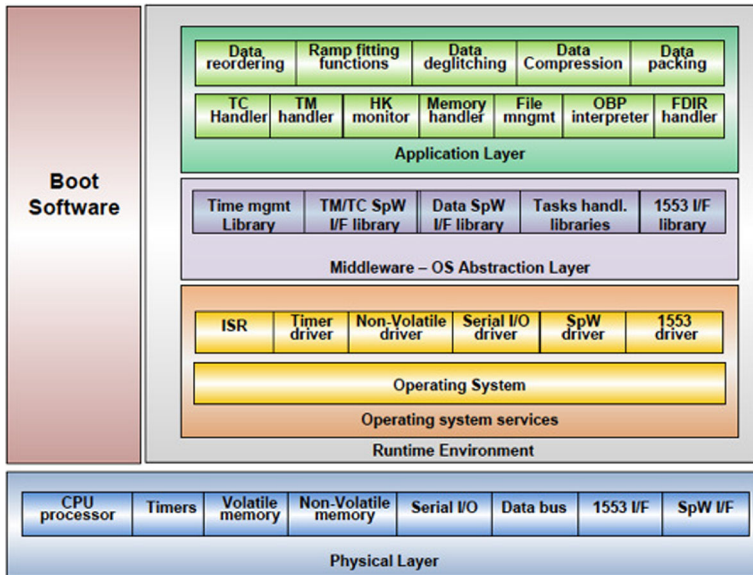 Boot
Software
Data
reordering
Ramp fitting
functions
Data
deglitching
Data
Compression
Data
packing
TC
Handler
TM
handler
HK
monitor
Memory
handler
File
mngmt
OBP
interpreter
FDIR
handler
Application Layer
Time mgmt
Library
TM/TC SpW
I/F library
Data SpW
I/F library
Tasks handl.
libraries
1553 I/F
library
Middleware – OS Abstraction Layer
ISR
Timer
driver
Non-Volatile
driver
Serial I/O
driver
SpW
driver
1553
driver
Operating System
Operating system services
Runtime Environment
CPU
processor
Timers
Volatile
memory
Non-Volatile
memory
Serial I/O
Data bus
1553 I/F
SpW I/F
Physical Layer